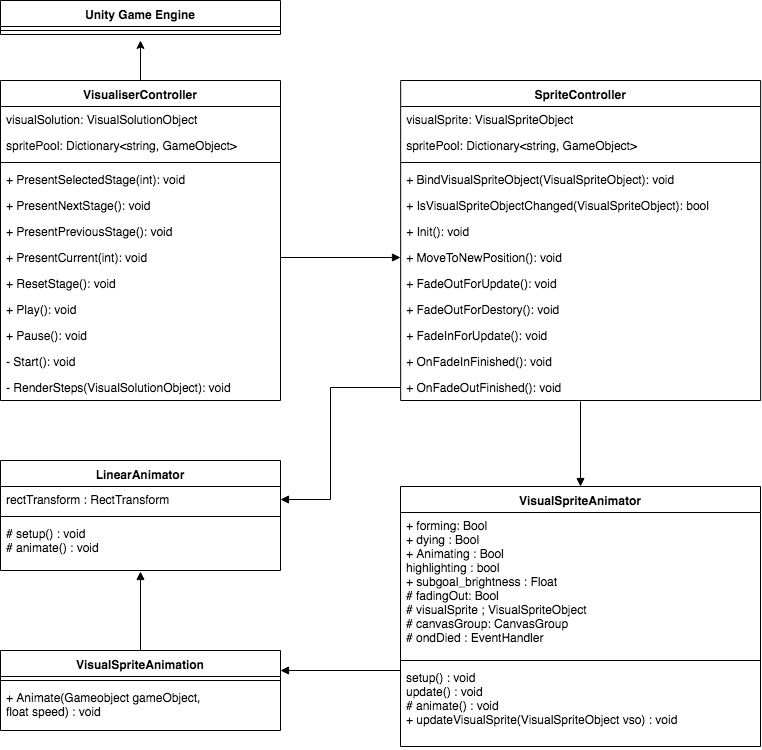 Unity Game Engine
VisualiserController
visualSolution: VisualSolutionObject
spritePool: Dictionary<string, GameObject>
+ PresentSelectedStage(int): void
+ PresentNextStage(): void
+ PresentPreviousStage(): void
+ PresentCurrent(int): void
+ ResetStage(): void
+ Play(): void
+ Pause(): void
- Start(): void
- RenderSteps(VisualSolutionObject): void
SpriteController
visualSprite: VisualSpriteObject
spritePool: Dictionary<string, GameObject>
+ BindVisualSpriteObject(VisualSpriteObject): void
+ IsVisualSpriteObjectChanged(VisualSpriteObject): bool
+ Init(): void
+ MoveToNewPosition(): void
+ FadeOutForUpdate(): void
+ FadeOutForDestory(): void
+ FadeInForUpdate(): void
+ OnFadeInFinished(): void
+ OnFadeOutFinished(): void
LinearAnimator
rectTransform : RectTransform
# setup() : void
# animate() : void
VisualSpriteAnimator
+ forming: Bool
+ dying : Bool
+ Animating : Bool
highlighting : bool
+ subgoal_brightness : Float
# fadingOut: Bool
# visualSprite ; VisualSpriteObject
# canvasGroup: CanvasGroup
# ondDied : EventHandler
setup() : void
update() : void
# animate() : void
+ updateVisualSprite(VisualSpriteObject vso) : void
VisualSpriteAnimation
+ Animate(Gameobject gameObject,
float speed) : void